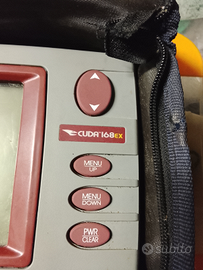 CUDA 168EX
MENU
UP
MENU
DOWN
PWR
CLEAR
subito